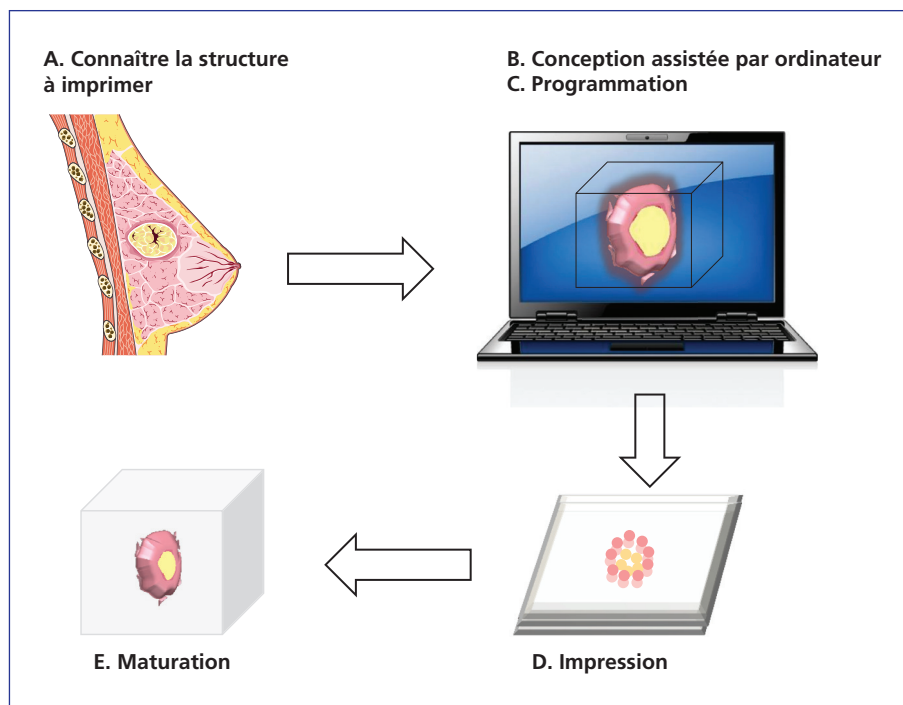 A. Connaître la structure
à imprimer
B. Conception assistée par ordinateur
C. Programmation
D. Impression
E. Maturation